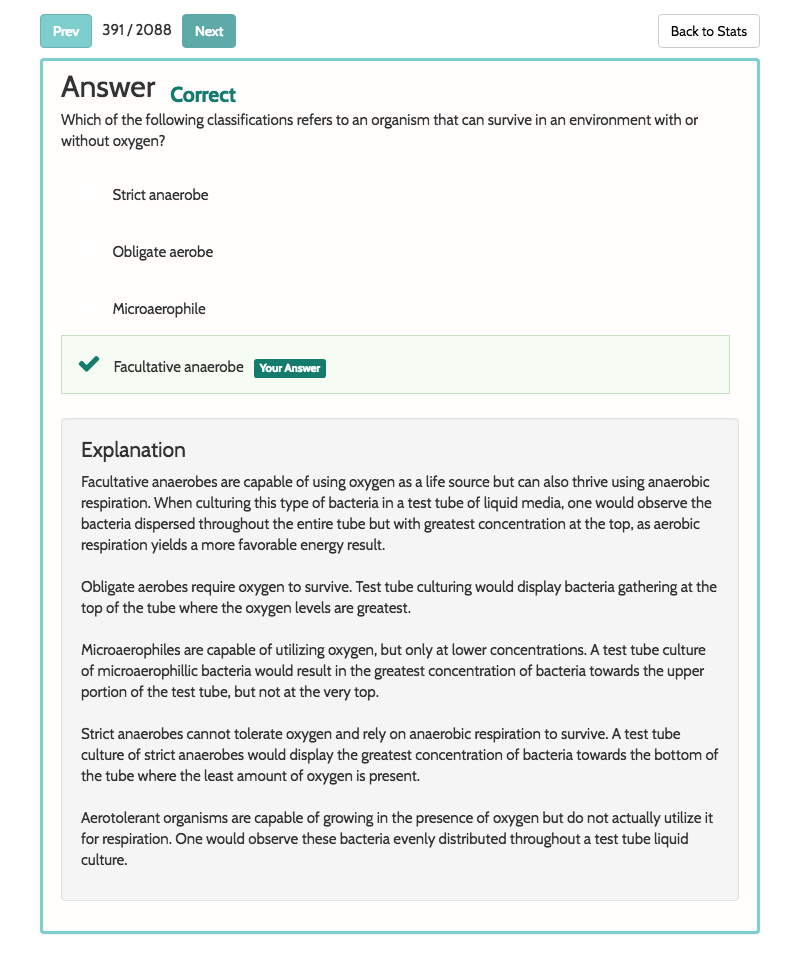 Prev 391 / 2088 Next Back to Stats
Answer Correct
Which of the following classifications refers to an organism that can survive in an environment with or
without oxygen?
Strict anaerobe
Obligate aerobe
Microaerophile
Facultative anaerobe Your Answer
Explanation
Facultative anaerobes are capable of using oxygen as a life source but can also thrive using anaerobic
respiration. When culturing this type of bacteria in a test tube of liquid media, one would observe the
bacteria dispersed throughout the entire tube but with greatest concentration at the top, as aerobic
respiration yields a more favorable energy result.
Obligate aerobes require oxygen to survive. Test tube culturing would display bacteria gathering at the
top of the tube where the oxygen levels are greatest.
Microaerophiles are capable of utilizing oxygen, but only at lower concentrations. A test tube culture
of microaerophillic bacteria would result in the greatest concentration of bacteria towards the upper
portion of the test tube, but not at the very top.
Strict anaerobes cannot tolerate oxygen and rely on anaerobic respiration to survive. A test tube
culture of strict anaerobes would display the greatest concentration of bacteria towards the bottom of
the tube where the least amount of oxygen is present.
Aerotolerant organisms are capable of growing in the presence of oxygen but do not actually utilize it
for respiration. One would observe these bacteria evenly distributed throughout a test tube liquid
culture.